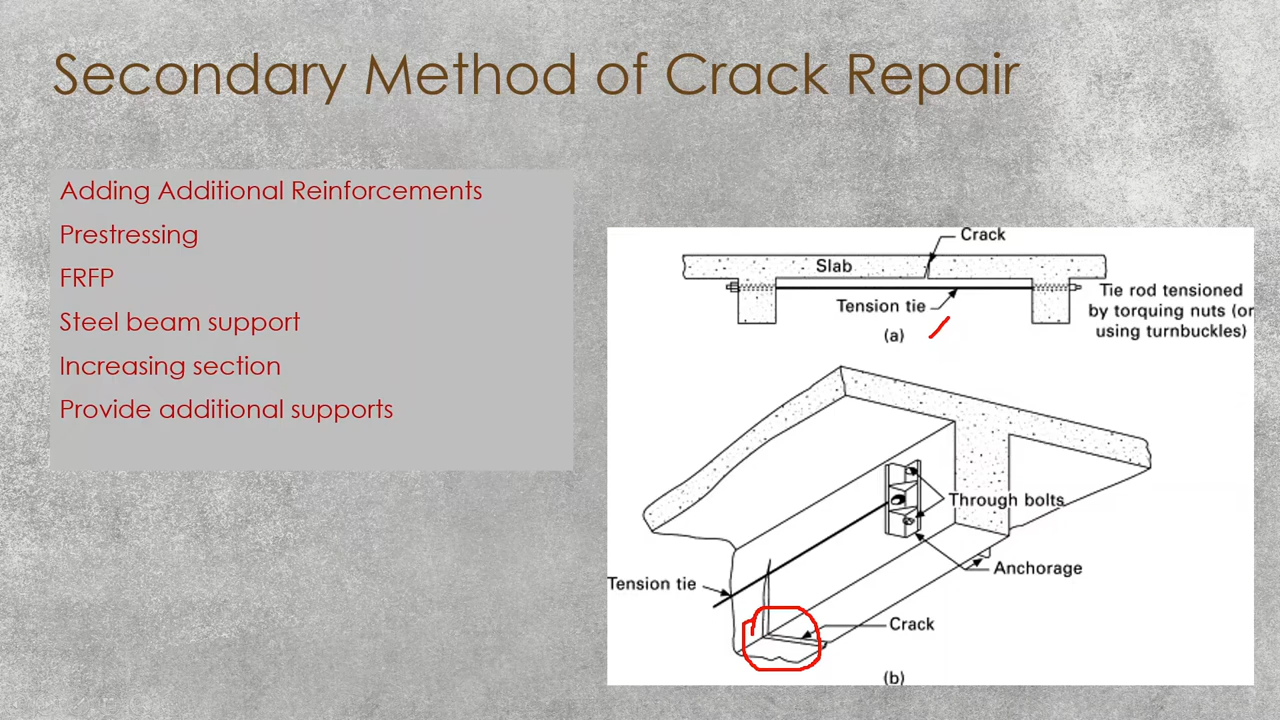 Secondary Method of Crack Repair
Adding Additional Reinforcements
Prestressing
FRFP
Steel beam support
Increasing section
Provide additional supports
Crack
Slab
Tension tie
(a)
Tie rod tensioned
by torquing nuts (or
using turnbuckles)
Through bolts
Anchorage
Tension tie
Crack
(b)